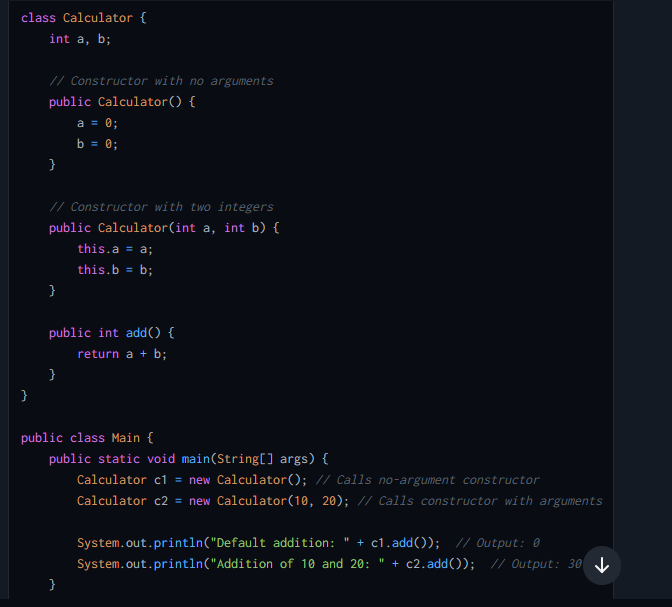 class Calculator {
    int a, b;

    // Constructor with no arguments
    public Calculator() {
        a = 0;
        b = 0;
    }

    // Constructor with two integers
    public Calculator(int a, int b) {
        this.a = a;
        this.b = b;
    }

    public int add() {
        return a + b;
    }
}

public class Main {
    public static void main(String[] args) {
        Calculator c1 = new Calculator(); // Calls no-argument constructor
        Calculator c2 = new Calculator(10, 20); // Calls constructor with arguments

        System.out.println("Default addition: " + c1.add());  // Output: 0
        System.out.println("Addition of 10 and 20: " + c2.add());  // Output: 30
    }